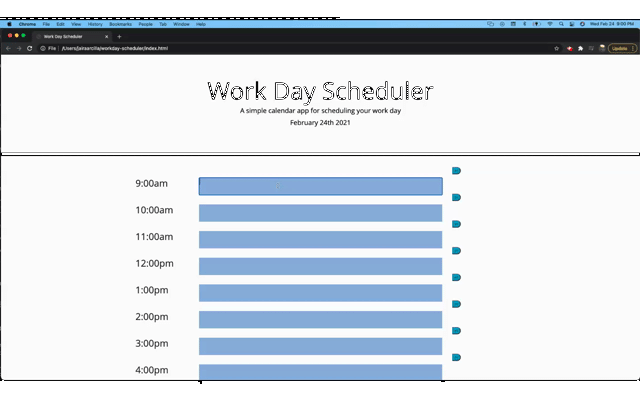 Chrome File Edit View History Bookmarks People Tab Window Help
Wed Feb 24 8:00 PM
Work Day Scheduler
File /Users/
/workday-scheduler/index.html
Update
Work Day Scheduler
A simple calendar app for scheduling your work day
February 24th 2021
9:00am
10:00am
11:00am
12:00pm
1:00pm
2:00pm
3:00pm
4:00pm